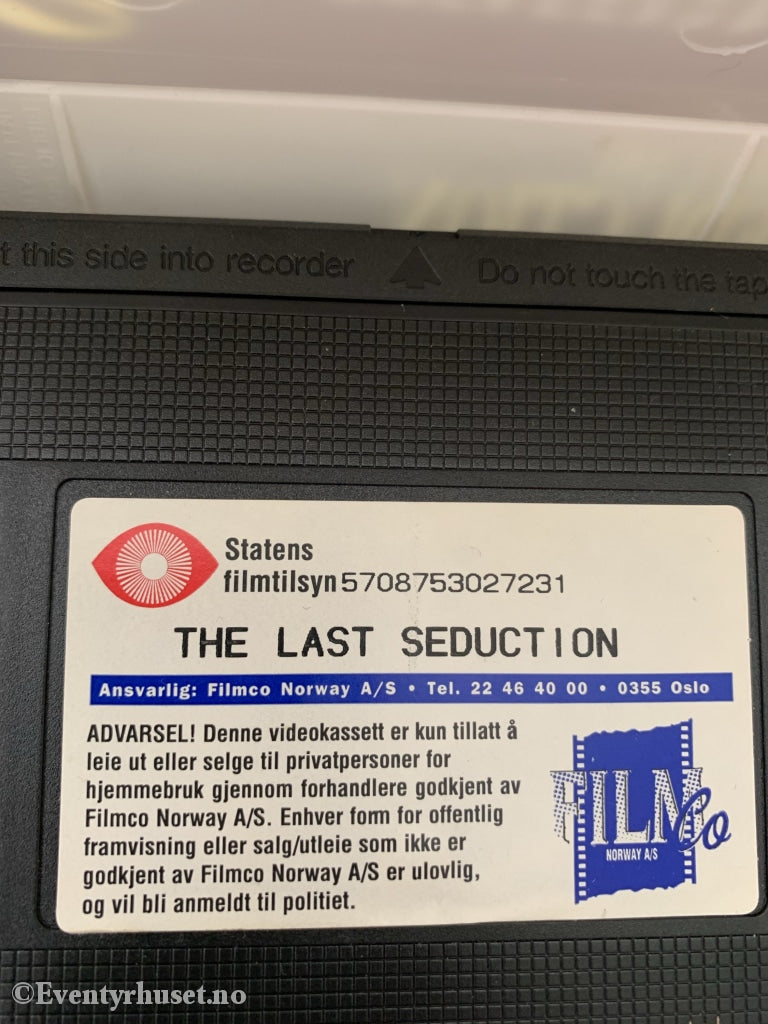 t this side into recorder
Do not touch the tap
Statens
filmtilsyn 5708753027231
THE LAST SEDUCTION
Ansvarlig: Filmco Norway A/S • Tel. 22 46 40 00 • 0355 Oslo
ADVARSEL! Denne videokassett er kun tillatt å
leie ut eller selge til privatpersoner for
hjemmebruk gjennom forhandlere godkjent av
Filmco Norway A/S. Enhver form for offentlig
framvisning eller salg/utleie som ikke er
godkjent av Filmco Norway A/S er ulovlig,
og vil bli anmeldt til politiet.
FILM Co
NORWAY A/S
©Eventyrhuset.no